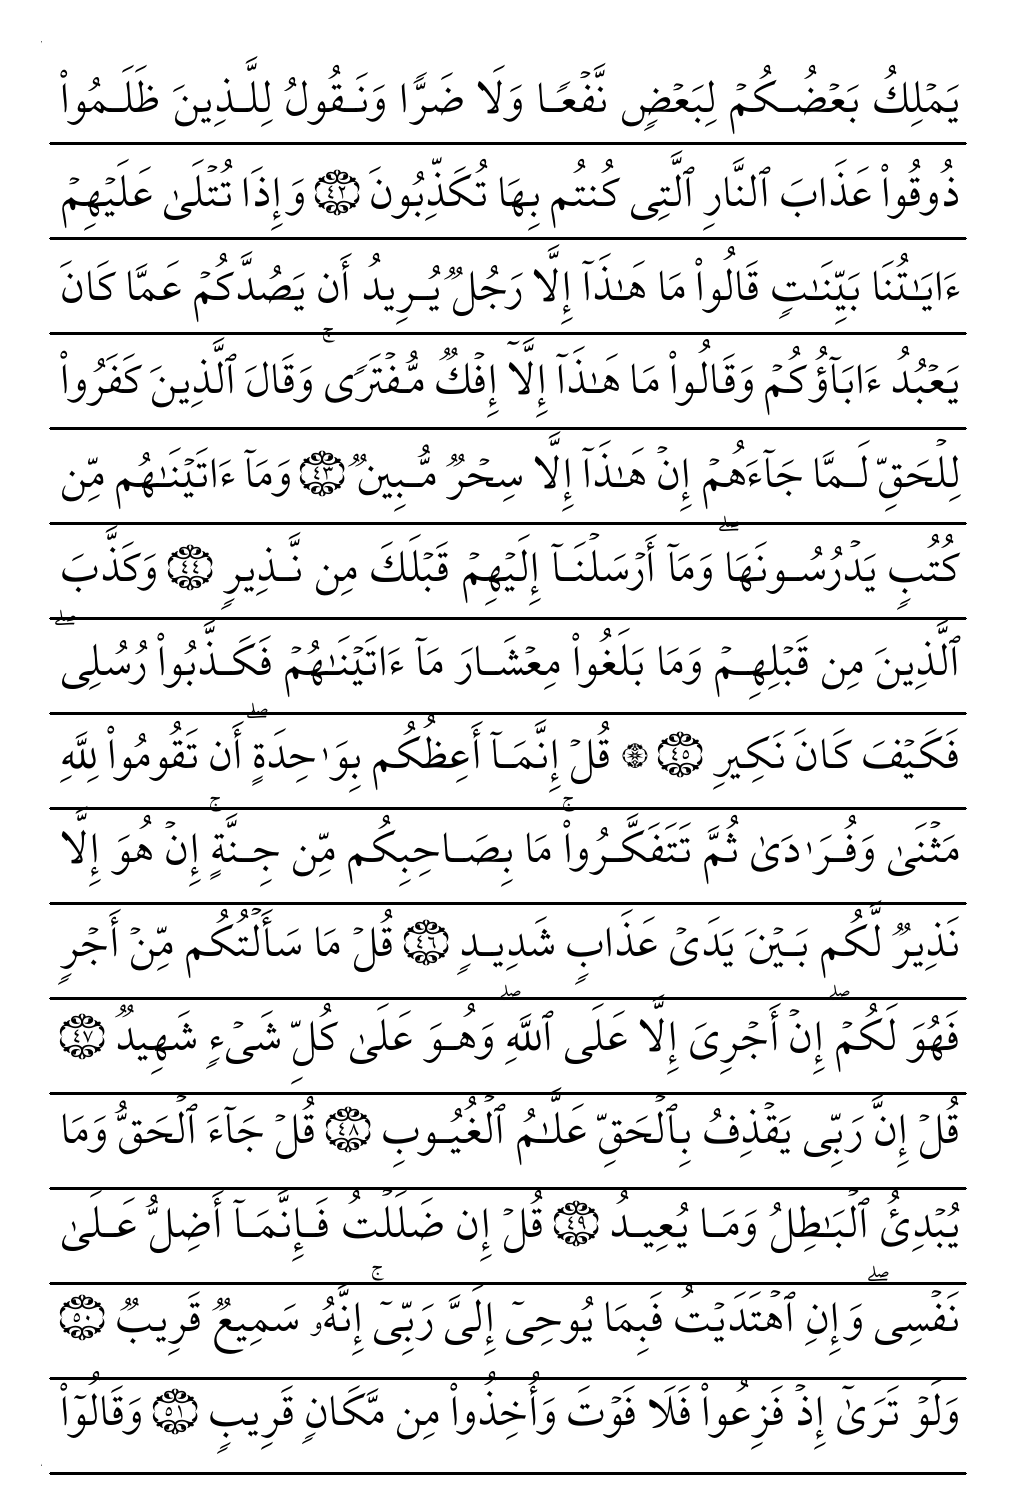 يَمۡلِكُ بَعۡضُكُمۡ لِبَعۡضٖ نَّفۡعٗا وَلَا ضَرّٗا وَنَقُولُ لِلَّذِينَ ظَلَمُواْ
ذُوقُواْ عَذَابَ ٱلنَّارِ ٱلَّتِي كُنتُم بِهَا تُكَذِّبُونَ ٤٢ وَإِذَا تُتۡلَىٰ عَلَيۡهِمۡ
ءَايَٰتُنَا بَيِّنَٰتٖ قَالُواْ مَا هَٰذَآ إِلَّا رَجُلٞ يُرِيدُ أَن يَصُدَّكُمۡ عَمَّا كَانَ
يَعۡبُدُ ءَابَآؤُكُمۡ وَقَالُواْ مَا هَٰذَآ إِلَّآ إِفۡكٞ مُّفۡتَرٗىۚ وَقَالَ ٱلَّذِينَ كَفَرُواْ
لِلۡحَقِّ لَمَّا جَآءَهُمۡ إِنۡ هَٰذَآ إِلَّا سِحۡرٞ مُّبِينٞ ٤٣ وَمَآ ءَاتَيۡنَٰهُم مِّن
كُتُبٖ يَدۡرُسُونَهَاۖ وَمَآ أَرۡسَلۡنَآ إِلَيۡهِمۡ قَبۡلَكَ مِن نَّذِيرٖ ٤٤ وَكَذَّبَ
ٱلَّذِينَ مِن قَبۡلِهِمۡ وَمَا بَلَغُواْ مِعۡشَارَ مَآ ءَاتَيۡنَٰهُمۡ فَكَذَّبُواْ رُسُلِيۖ
فَكَيۡفَ كَانَ نَكِيرِ ٤٥ ۞ قُلۡ إِنَّمَآ أَعِظُكُم بِوَٰحِدَةٍۖ أَن تَقُومُواْ لِلَّهِ
مَثۡنَىٰ وَفُرَٰدَىٰ ثُمَّ تَتَفَكَّرُواْۚ مَا بِصَاحِبِكُم مِّن جِنَّةٍۚ إِنۡ هُوَ إِلَّا
نَذِيرٞ لَّكُم بَيۡنَ يَدَيۡ عَذَابٖ شَدِيدٖ ٤٦ قُلۡ مَا سَأَلۡتُكُم مِّنۡ أَجۡرٖ
فَهُوَ لَكُمۡۖ إِنۡ أَجۡرِيَ إِلَّا عَلَى ٱللَّهِۖ وَهُوَ عَلَىٰ كُلِّ شَيۡءٖ شَهِيدٞ ٤٧
قُلۡ إِنَّ رَبِّي يَقۡذِفُ بِٱلۡحَقِّ عَلَّٰمُ ٱلۡغُيُوبِ ٤٨ قُلۡ جَآءَ ٱلۡحَقُّ وَمَا
يُبۡدِئُ ٱلۡبَٰطِلُ وَمَا يُعِيدُ ٤٩ قُلۡ إِن ضَلَلۡتُ فَإِنَّمَآ أَضِلُّ عَلَىٰ
نَفۡسِيۖ وَإِنِ ٱهۡتَدَيۡتُ فَبِمَا يُوحِيٓ إِلَيَّ رَبِّيٓۚ إِنَّهُۥ سَمِيعٞ قَرِيبٞ ٥٠
وَلَوۡ تَرَىٰٓ إِذۡ فَزِعُواْ فَلَا فَوۡتَ وَأُخِذُواْ مِن مَّكَانٖ قَرِيبٖ ٥١ وَقَالُوٓاْ